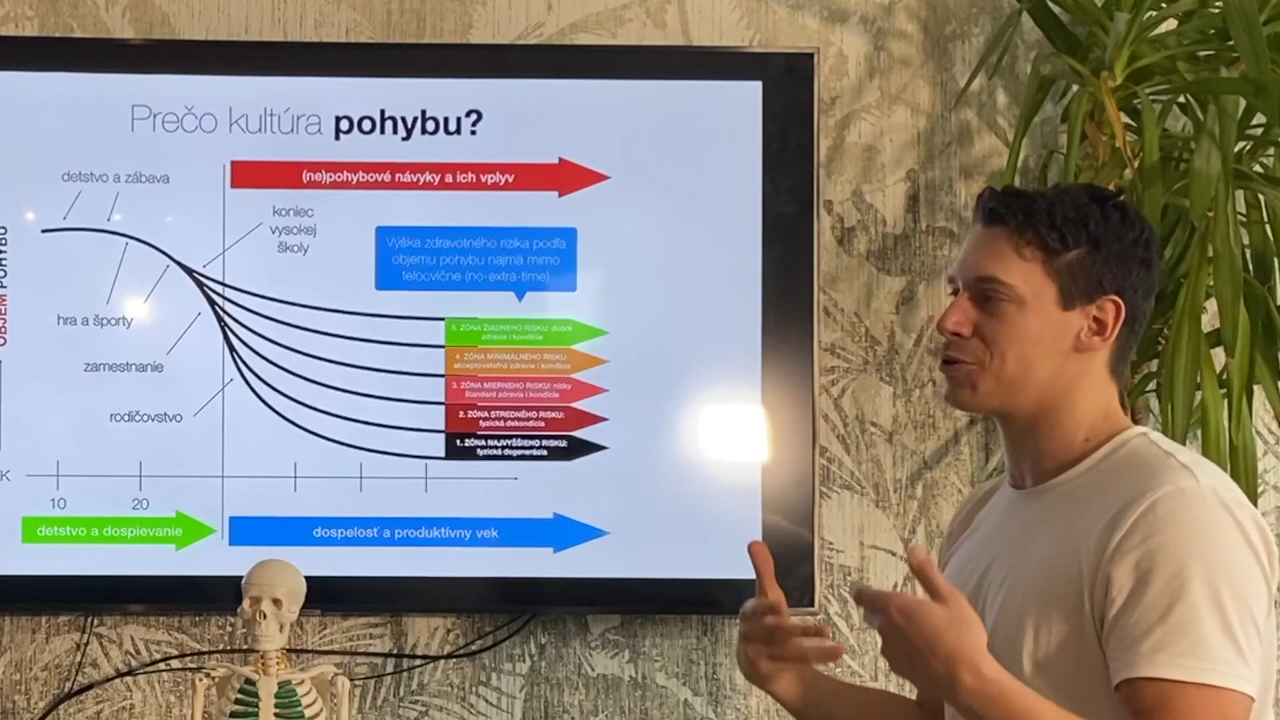 Prečo kultúra pohybu?
(ne)pohybové návyky a ich vplyv
detstvo a zábava
koniec
vysokej
školy
Výška zdravotného rizika podľa
objemu pohybu najmä mimo
telocvične (no-extra-time)
OBJEM POHYBU
hra a športy
zamestnanie
rodičovstvo
5. ZÓNA ŽIADNEHO RISKU: dobré
zdravie i kondícia
4. ZÓNA MINIMÁLNEHO RISKU:
akceptovateľná zdravie i kondícia
3. ZÓNA MIERNEHO RISKU: nízky
štandard zdravia i kondície
2. ZÓNA STREDNÉHO RISKU:
fyzická dekondícia
1. ZÓNA NAJVYŠŠIEHO RISKU:
fyzická degenerácia
K
10 20
detstvo a dospievanie
dospelosť a produktívny vek